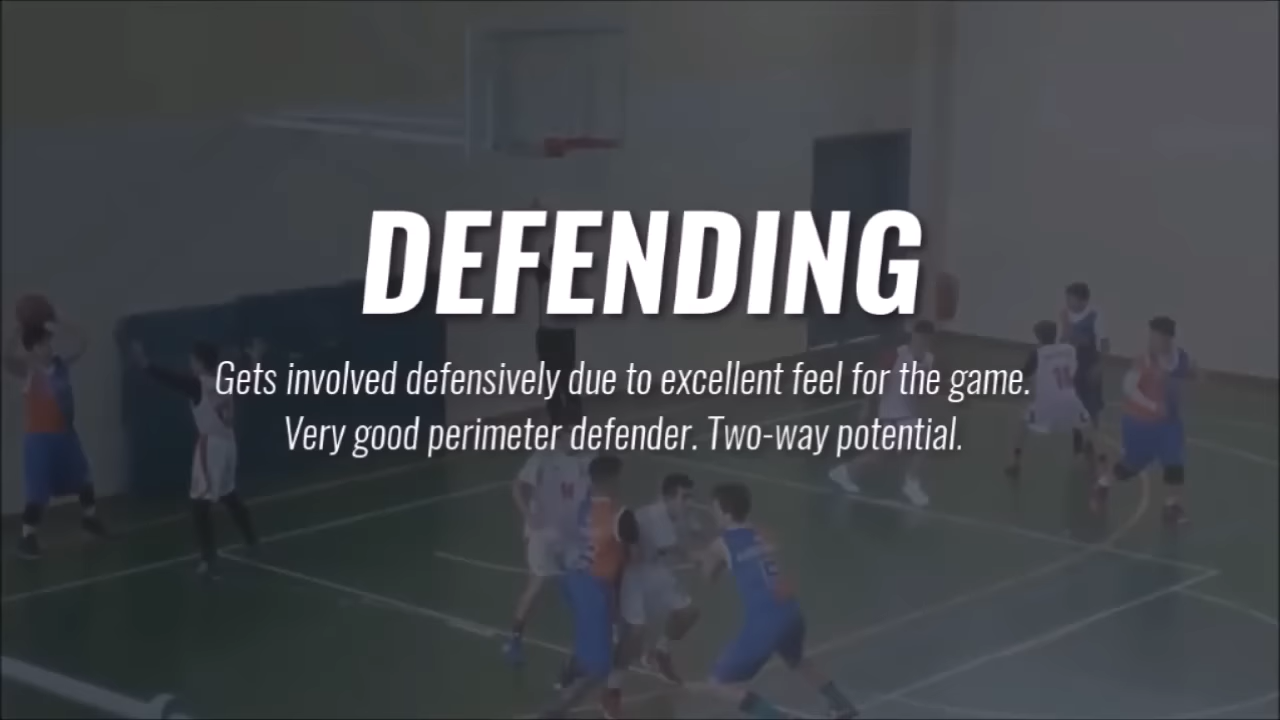 DEFENDING
Gets involved defensively due to excellent feel for the game.
Very good perimeter defender. Two-way potential.